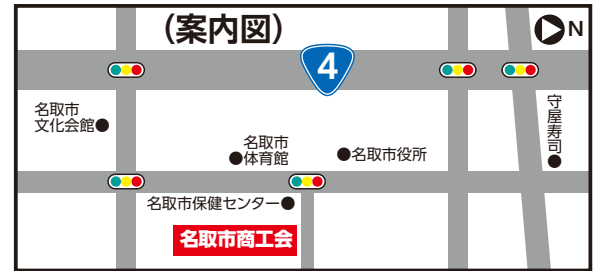 （案内図）
N
4
名取市
文化会館●
名取市
●体育館
●名取市役所
守屋寿司●
名取市保健センター●
名取市商工会